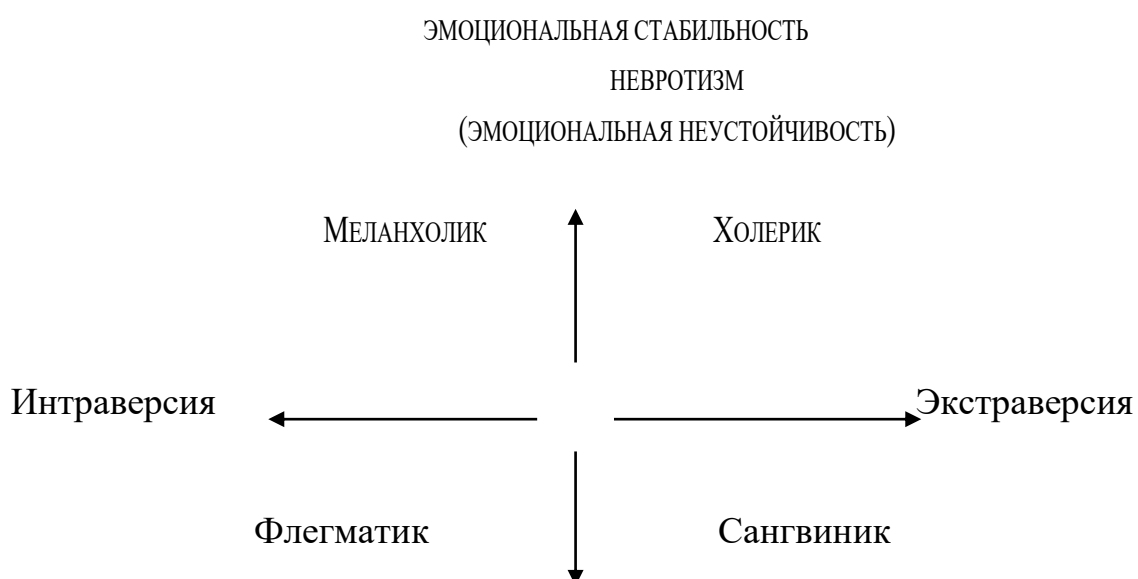 ЭМОЦИОНАЛЬНАЯ СТАБИЛЬНОСТЬ
НЕВРОТИЗМ
(ЭМОЦИОНАЛЬНАЯ НЕУСТОЙЧИВОСТЬ)
МЕЛАНХОЛИК ХОЛЕРИК
Интраверсия Экстраверсия
Флегматик Сангвиник